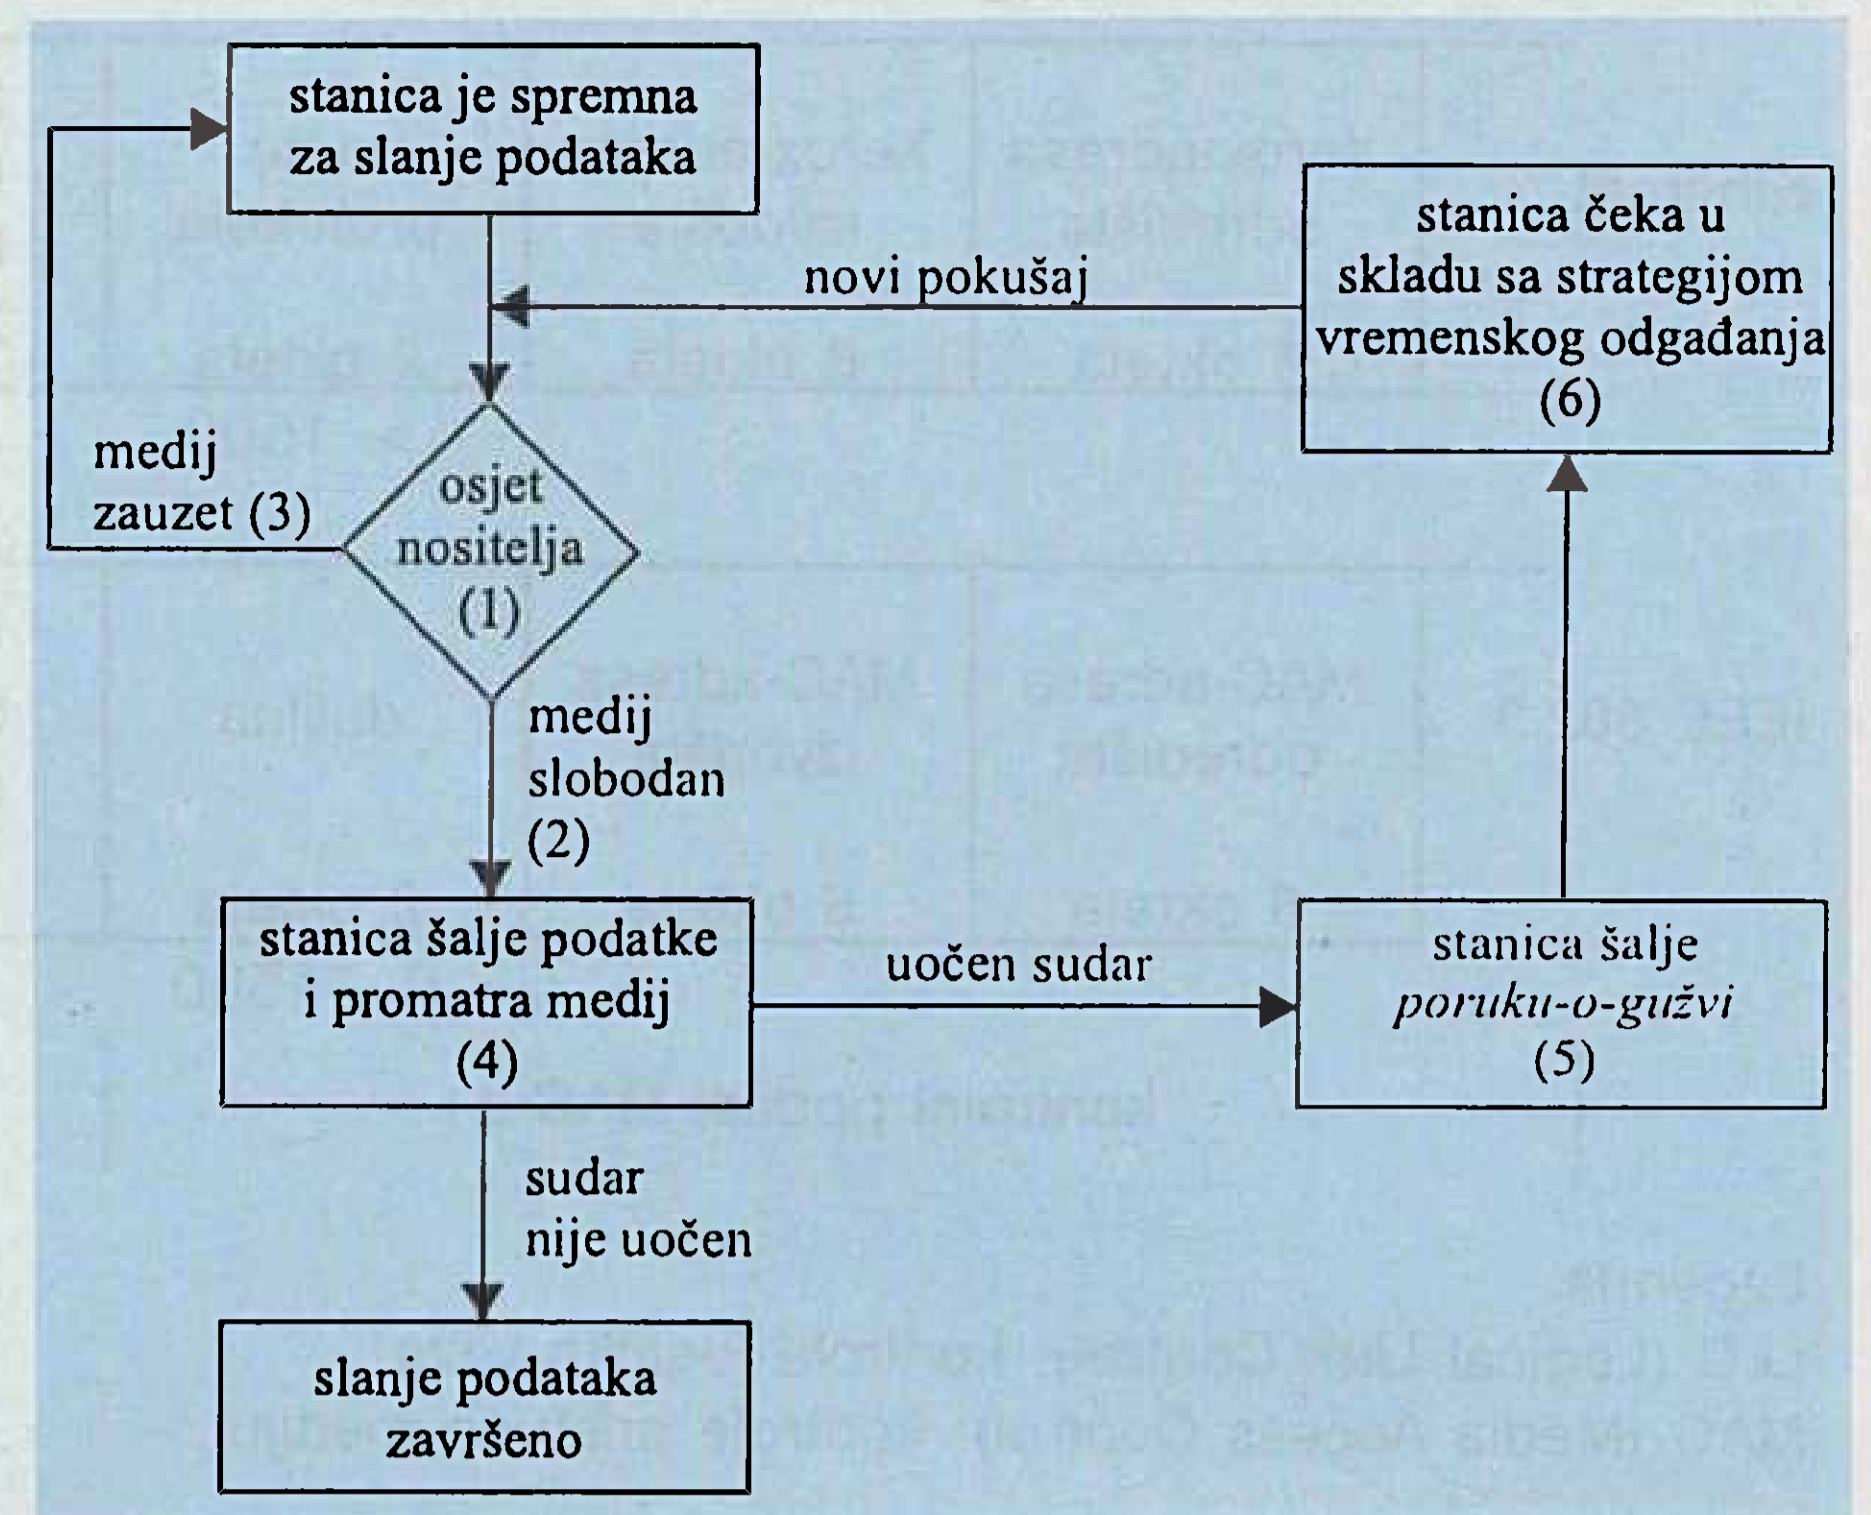 stanica je spremna
za slanje podataka
stanica čeka u
skladu sa strategijom
vremenskog odgađanja
(6)
novi pokušaj
medij
zauzet (3)
osjet
nositelja
(1)
medij
slobodan
(2)
stanica šalje podatke
i promatra medij
(4)
uočen sudar
stanica šalje
poruku-o-gužvi
(5)
sudar
nije uočen
slanje podataka
završeno